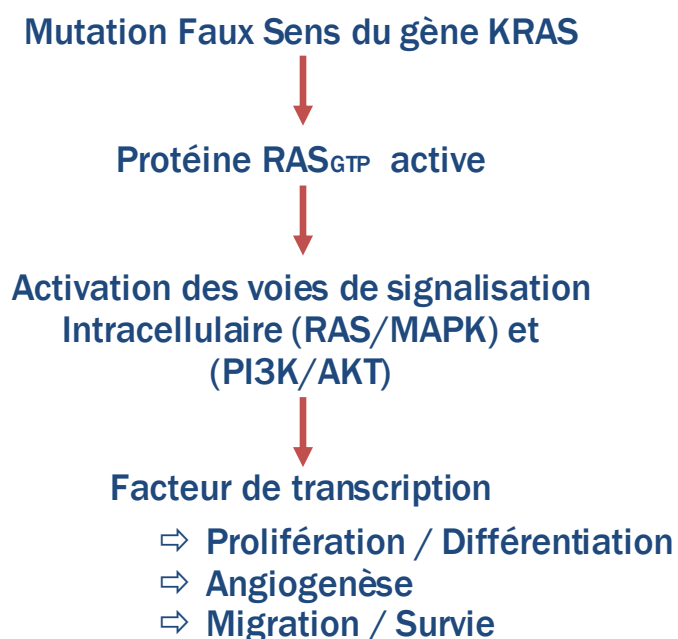 Mutation Faux Sens du gène KRAS
Protéine RASGTP active
Activation des voies de signalisation
Intracellulaire (RAS/MAPK) et
(PI3K/AKT)
Facteur de transcription
⇨ Prolifération / Différentiation
⇨ Angiogenèse
⇨ Migration / Survie